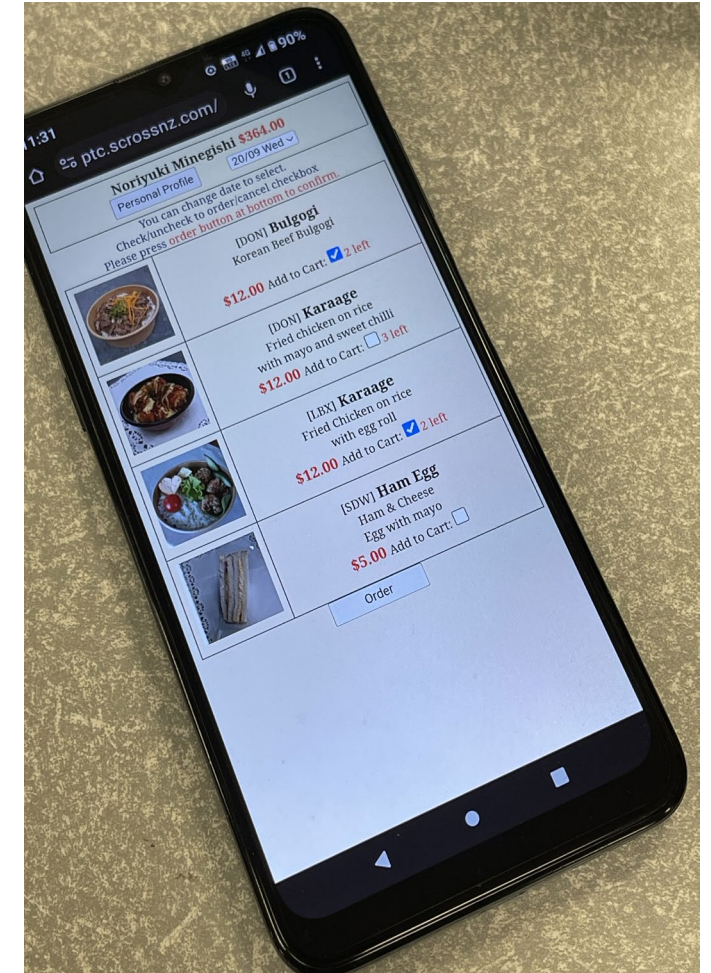 11:31
4G 90%
ptc.scrossnz.com/
1
Noriyuki Minegishi $364.00
Personal Profile 20/09 Wed
You can change date to select.
Check/uncheck to order/cancel checkbox
Please press order button at bottom to confirm.
[DON] Bulgogi
Korean Beef Bulgogi
$12.00 Add to Cart: 2 left
[DON] Karaage
Fried chicken on rice
with mayo and sweet chilli
$12.00 Add to Cart: 3 left
[LBX] Karaage
Fried Chicken on rice
with egg roll
$12.00 Add to Cart: 2 left
[SDW] Ham Egg
Ham & Cheese
Egg with mayo
$5.00 Add to Cart:
Order